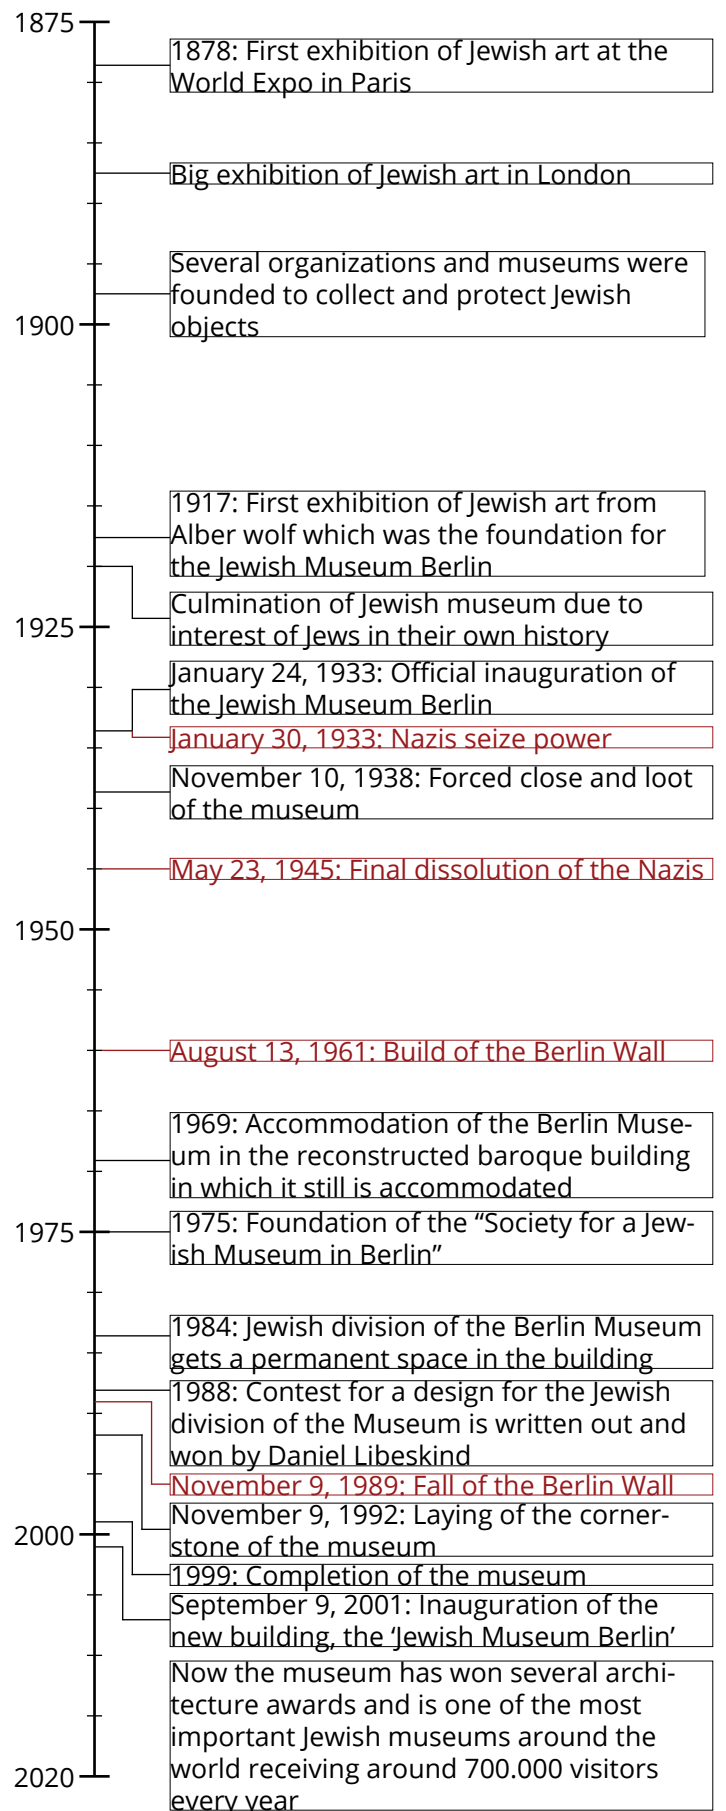 1875
1878: First exhibition of Jewish art at the
World Expo in Paris
Big exhibition of Jewish art in London
Several organizations and museums were
founded to collect and protect Jewish
objects
1900
1917: First exhibition of Jewish art from
Alber wolf which was the foundation for
the Jewish Museum Berlin
Culmination of Jewish museum due to
interest of Jews in their own history
1925
January 24, 1933: Official inauguration of
the Jewish Museum Berlin
January 30, 1933: Nazis seize power
November 10, 1938: Forced close and loot
of the museum
May 23, 1945: Final dissolution of the Nazis
1950
August 13, 1961: Build of the Berlin Wall
1969: Accommodation of the Berlin Muse-
um in the reconstructed baroque building
in which it still is accommodated
1975
1975: Foundation of the “Society for a Jew-
ish Museum in Berlin”
1984: Jewish division of the Berlin Museum
gets a permanent space in the building
1988: Contest for a design for the Jewish
division of the Museum is written out and
won by Daniel Libeskind
November 9, 1989: Fall of the Berlin Wall
November 9, 1992: Laying of the corner-
stone of the museum
2000
1999: Completion of the museum
September 9, 2001: Inauguration of the
new building, the ‘Jewish Museum Berlin’
Now the museum has won several archi-
tecture awards and is one of the most
important Jewish museums around the
world receiving around 700.000 visitors
every year
2020